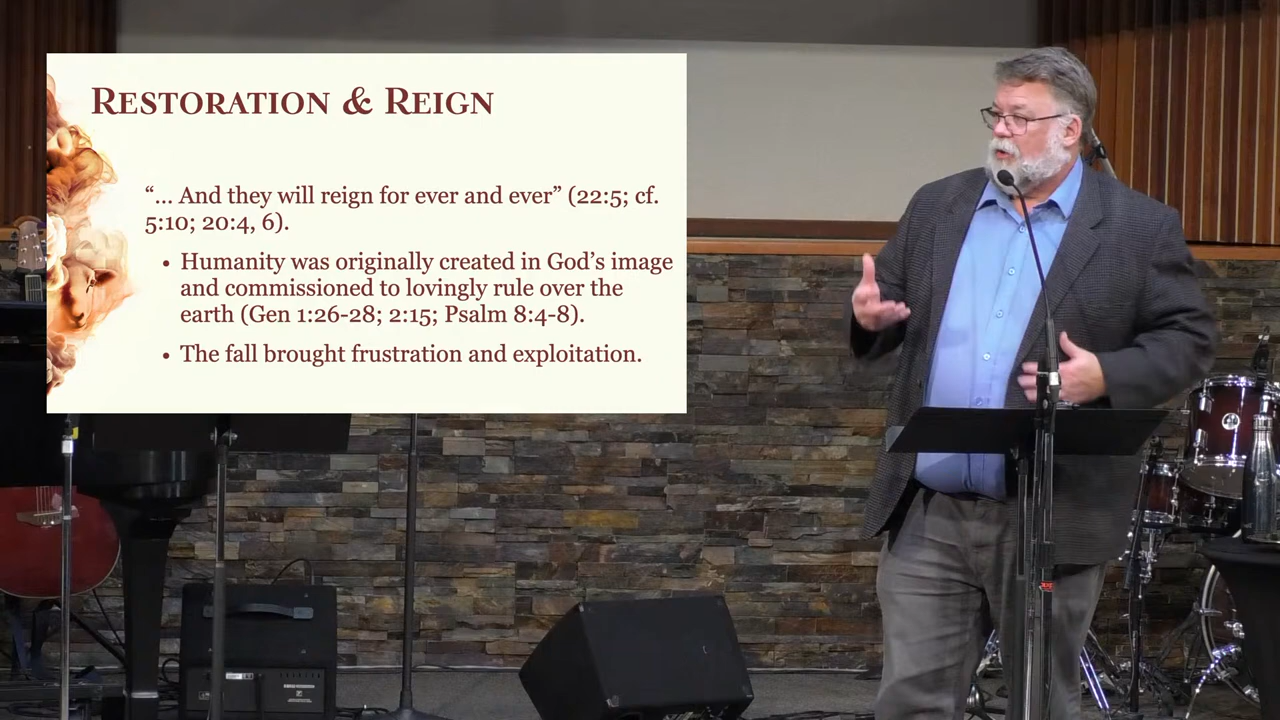 RESTORATION & REIGN
“... And they will reign for ever and ever” (22:5; cf.
5:10; 20:4, 6).
• Humanity was originally created in God’s image
and commissioned to lovingly rule over the
earth (Gen 1:26-28; 2:15; Psalm 8:4-8).
• The fall brought frustration and exploitation.